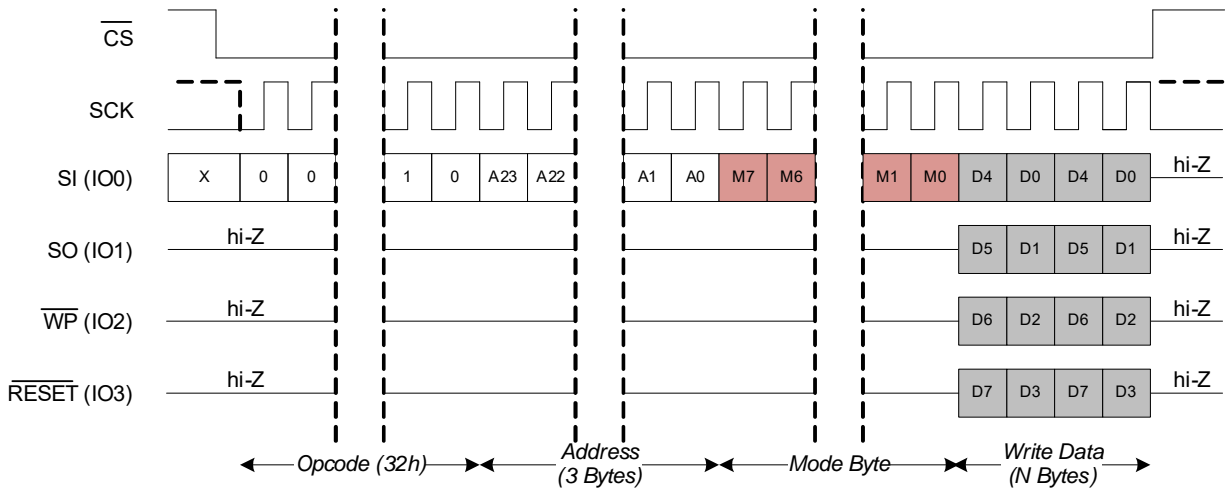 CS
SCK
SI (IO0) X 0 0 1 0 A23 A22 A1 A0 M7 M6 M1 M0 D4 D0 D4 D0 hi-Z
hi-Z
SO (IO1) D5 D1 D5 D1 hi-Z
hi-Z
WP (IO2) D6 D2 D6 D2 hi-Z
hi-Z
RESET (IO3) D7 D3 D7 D3 hi-Z
Opcode (32h) Address Mode Byte Write Data
(3 Bytes) (N Bytes)